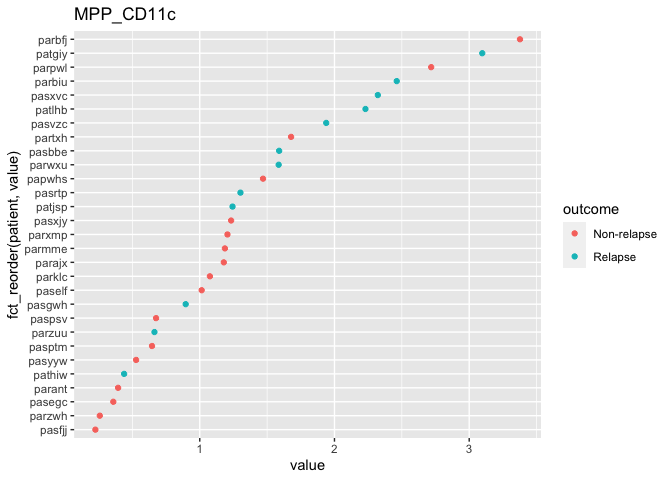 MPP_CD11c
fct_reorder(patient, value)
parbfj
patgiy
parpwl
parbiu
pasxvc
patlhb
pasvzc
partxh
pasbbe
parwxu
papwhs
pasrtp
patjsp
pasxjy
parxmp
parmme
parajx
parklc
paself
pasgwh
paspsv
parzuu
pasptm
pasyyw
pathiw
parant
pasegc
parzwh
pasfjj
1 2 3
value
outcome
Non-relapse
Relapse